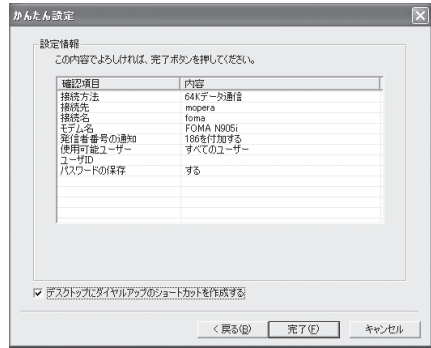 かんたん設定
設定情報
この内容でよろしければ、完了ボタンを押してください。
確認項目 内容
接続方法 64Kデータ通信
接続先 mopera
接続名 foma
モデム名 FOMA N905i
発信者番号の通知 186を付加する
使用可能ユーザー すべてのユーザー
ユーザID
パスワードの保存 する
デスクトップにダイヤルアップのショートカットを作成する
< 戻る(B) 完了(F) キャンセル